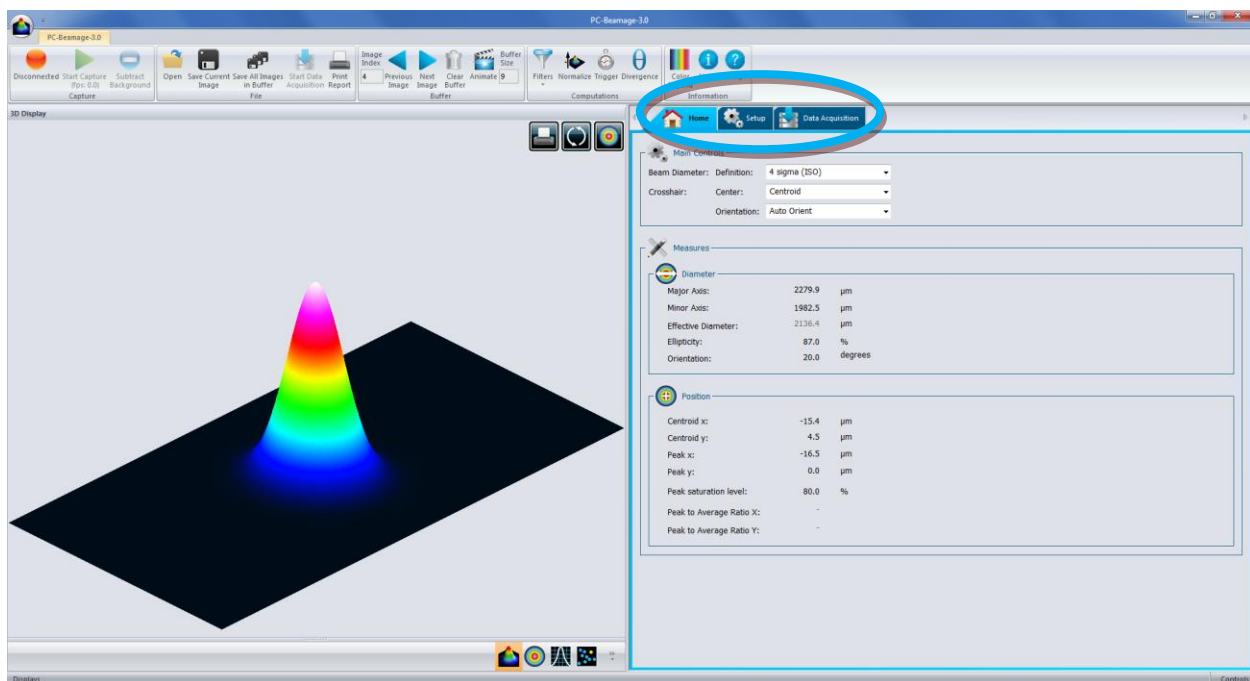 PC-Beamage-3.0
PC-Beamage-3.0
Disconnected Start Capture (fps: 0.0) Subtract Background
Capture
Open Save Current Image Save All Images in Buffer Start Data Acquisition Print Report
File
Image Index 4 Previous Image Next Image Clear Buffer Animate Buffer Size 9
Buffer
Filters Normalize Trigger Divergence
Computations
Color
Information
3D Display
Home Setup Data Acquisition
Main Controls
Beam Diameter: Definition: 4 sigma (ISO)
Crosshair: Center: Centroid
Orientation: Auto Orient
Measures
Diameter
Major Axis: 2279.9 µm
Minor Axis: 1982.5 µm
Effective Diameter: 2136.4 µm
Ellipticity: 87.0 %
Orientation: 20.0 degrees
Position
Centroid x: -15.4 µm
Centroid y: 4.5 µm
Peak x: -16.5 µm
Peak y: 0.0 µm
Peak saturation level: 80.0 %
Peak to Average Ratio X: -
Peak to Average Ratio Y: -
Displays
Controls